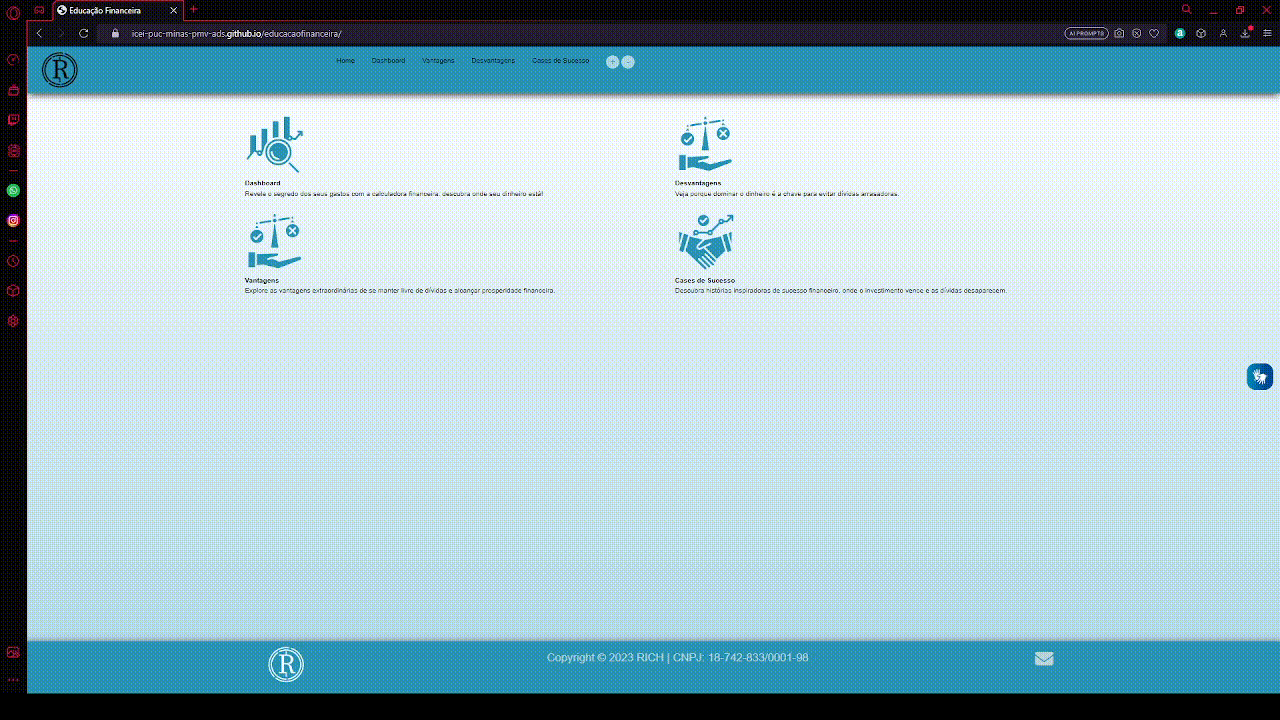 Educação Financeira
icei-puc-minas-pmv-ads.github.io/educacaofinanceira/
AI PROMPTS
R
Home Dashboard Vantagens Desvantagens Cases de Sucesso + -
Dashboard
Revele o segredo dos seus gastos com a calculadora financeira: descubra onde seu dinheiro está!
Desvantagens
Veja porque dominar o dinheiro é a chave para evitar dívidas arrasadoras.
Vantagens
Explore as vantagens extraordinárias de se manter livre de dívidas e alcançar prosperidade financeira.
Cases de Sucesso
Descubra histórias inspiradoras de sucesso financeiro, onde o investimento vence e as dívidas desaparecem.
R
Copyright © 2023 RICH | CNPJ: 18-742-833/0001-98